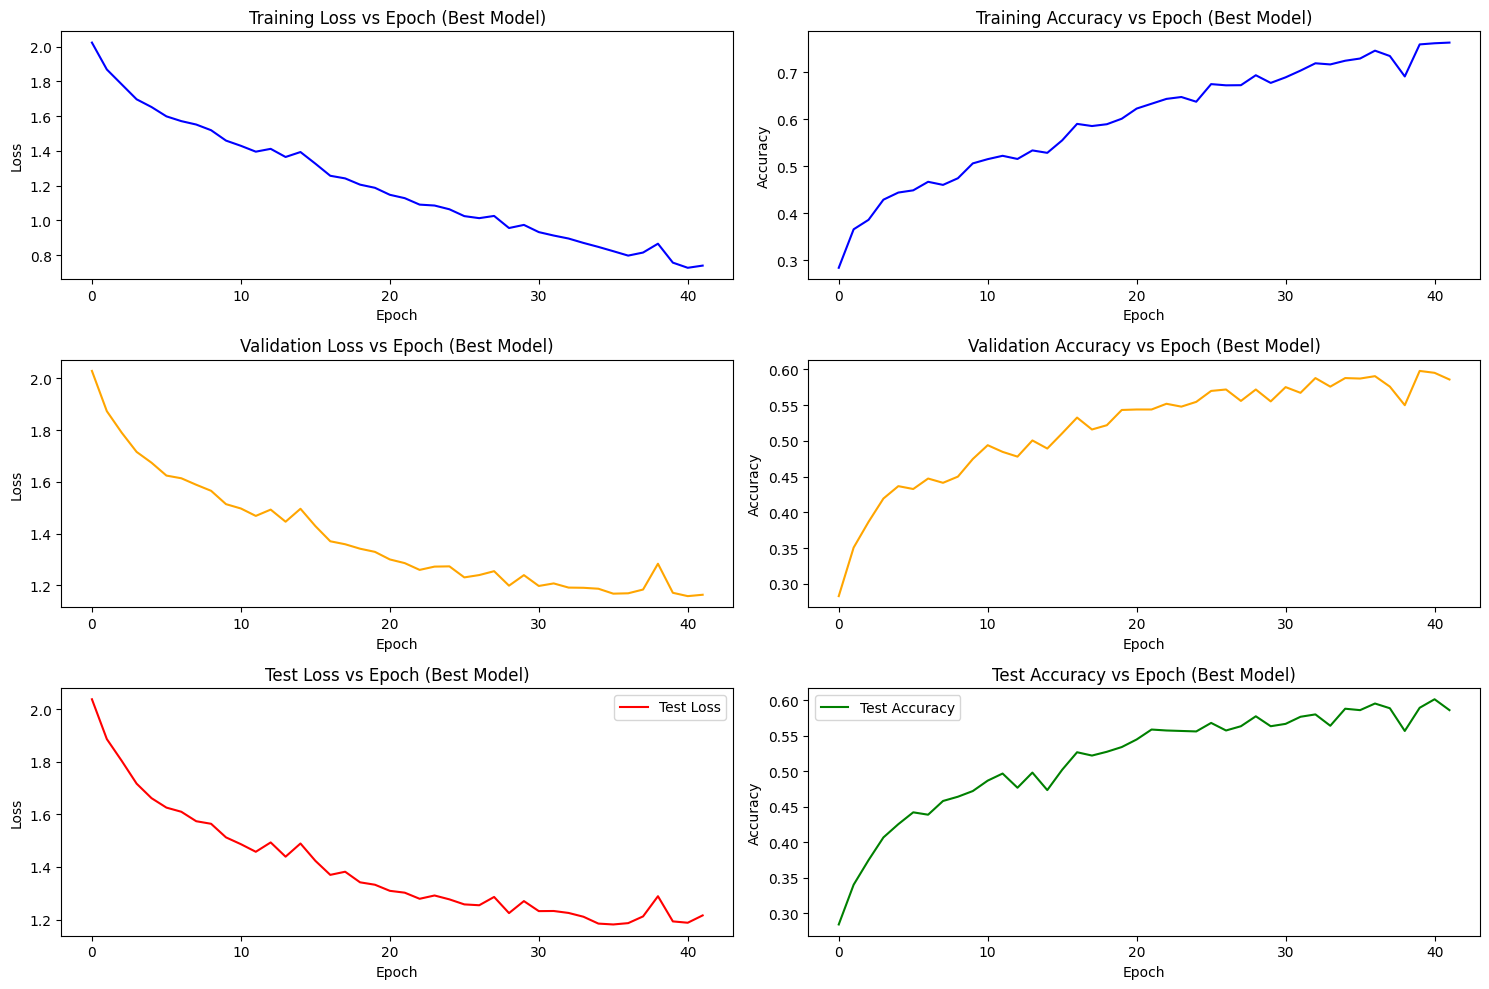 Training Loss vs Epoch (Best Model)
Loss
2.0
1.8
1.6
1.4
1.2
1.0
0.8
0 10 20 30 40
Epoch
Training Accuracy vs Epoch (Best Model)
Accuracy
0.7
0.6
0.5
0.4
0.3
0 10 20 30 40
Epoch
Validation Loss vs Epoch (Best Model)
Loss
2.0
1.8
1.6
1.4
1.2
0 10 20 30 40
Epoch
Validation Accuracy vs Epoch (Best Model)
Accuracy
0.60
0.55
0.50
0.45
0.40
0.35
0.30
0 10 20 30 40
Epoch
Test Loss vs Epoch (Best Model)
Test Loss
Loss
2.0
1.8
1.6
1.4
1.2
0 10 20 30 40
Epoch
Test Accuracy vs Epoch (Best Model)
Test Accuracy
Accuracy
0.60
0.55
0.50
0.45
0.40
0.35
0.30
0 10 20 30 40
Epoch